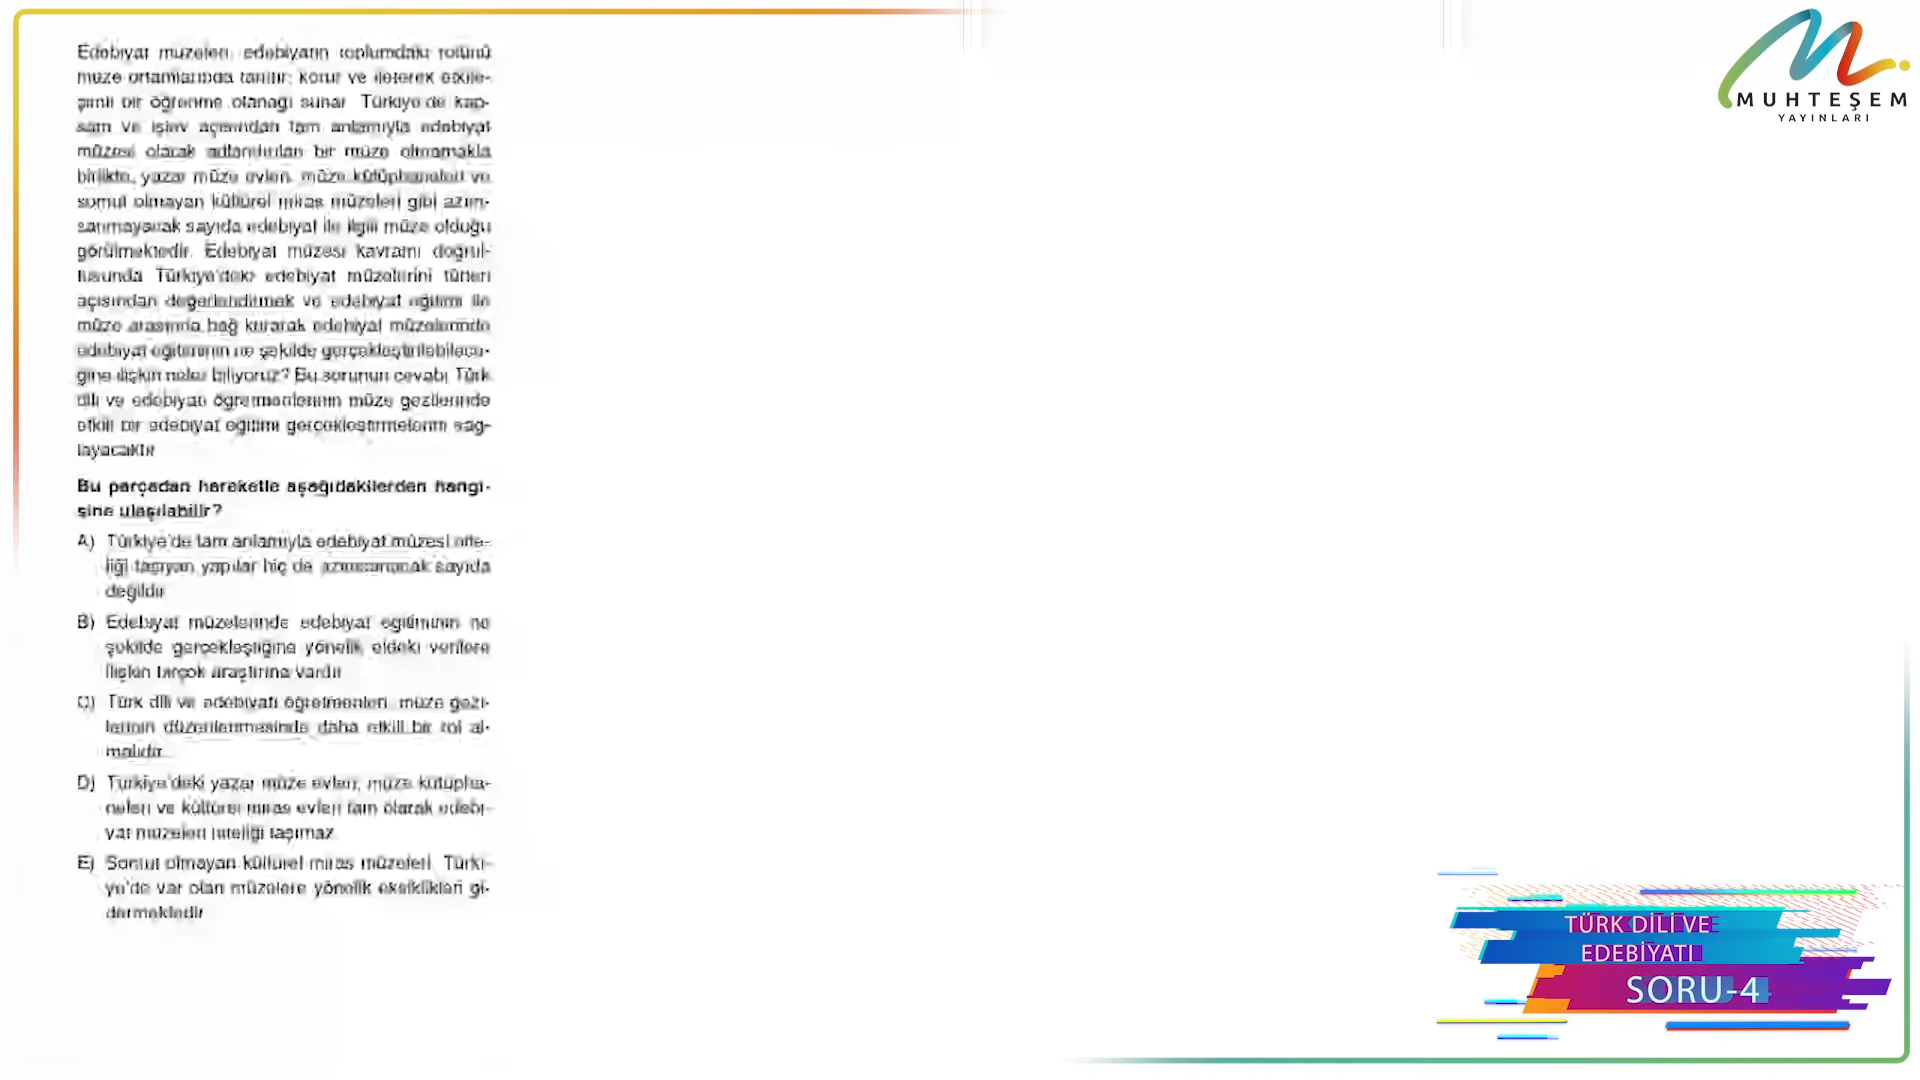 Edebiyat müzeleri, edebiyatın toplumdaki rolünü
müze ortamlarında tanıtır; korur ve ileterek etkile-
şimli bir öğrenme olanağı sunar. Türkiye'de kap-
sam ve işlev açısından tam anlamıyla edebiyat
müzesi olarak adlandırılan bir müze olmamakla
birlikte, yazar müze evleri, müze kütüphaneleri ve
somut olmayan kültürel miras müzeleri gibi azım-
sanmayacak sayıda edebiyat ile ilgili müze olduğu
görülmektedir. Edebiyat müzesi kavramı doğrul-
tusunda Türkiye'deki edebiyat müzelerini türleri
açısından değerlendirmek ve edebiyat eğitimi ile
müze arasında bağ kurarak edebiyat müzelerinde
edebiyat eğitiminin ne şekilde gerçekleştirilebilece-
ğine ilişkin neler biliyoruz? Bu sorunun cevabı Türk
dili ve edebiyatı öğretmenlerinin müze gezilerinde
etkili bir edebiyat eğitimi gerçekleştirmelerini sağ-
layacaktır.
Bu parçadan hareketle aşağıdakilerden hangi-
sine ulaşılabilir?
A) Türkiye'de tam anlamıyla edebiyat müzesi nite-
liği taşıyan yapılar hiç de azımsanacak sayıda
değildir.
B) Edebiyat müzelerinde edebiyat eğitiminin ne
şekilde gerçekleştiğine yönelik eldeki verilere
ilişkin birçok araştırma vardır.
C) Türk dili ve edebiyatı öğretmenleri, müze gezi-
lerinin düzenlenmesinde daha etkili bir rol al-
malıdır.
D) Türkiye'deki yazar müze evleri, müze kütüpha-
neleri ve kültürel miras evleri tam olarak edebi-
yat müzeleri niteliği taşımaz.
E) Somut olmayan kültürel miras müzeleri, Türki-
ye'de var olan müzelere yönelik eksiklikleri gi-
dermektedir.
MUHTEŞEM
YAYINLARI
TÜRK DİLİ VE
EDEBİYATI
SORU-4